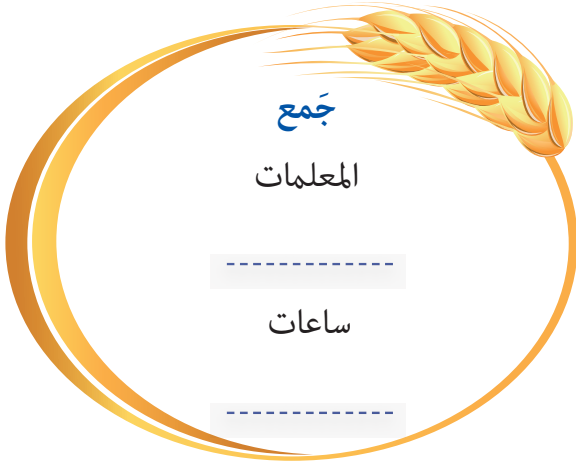 جَمع
المعلمات
ساعات